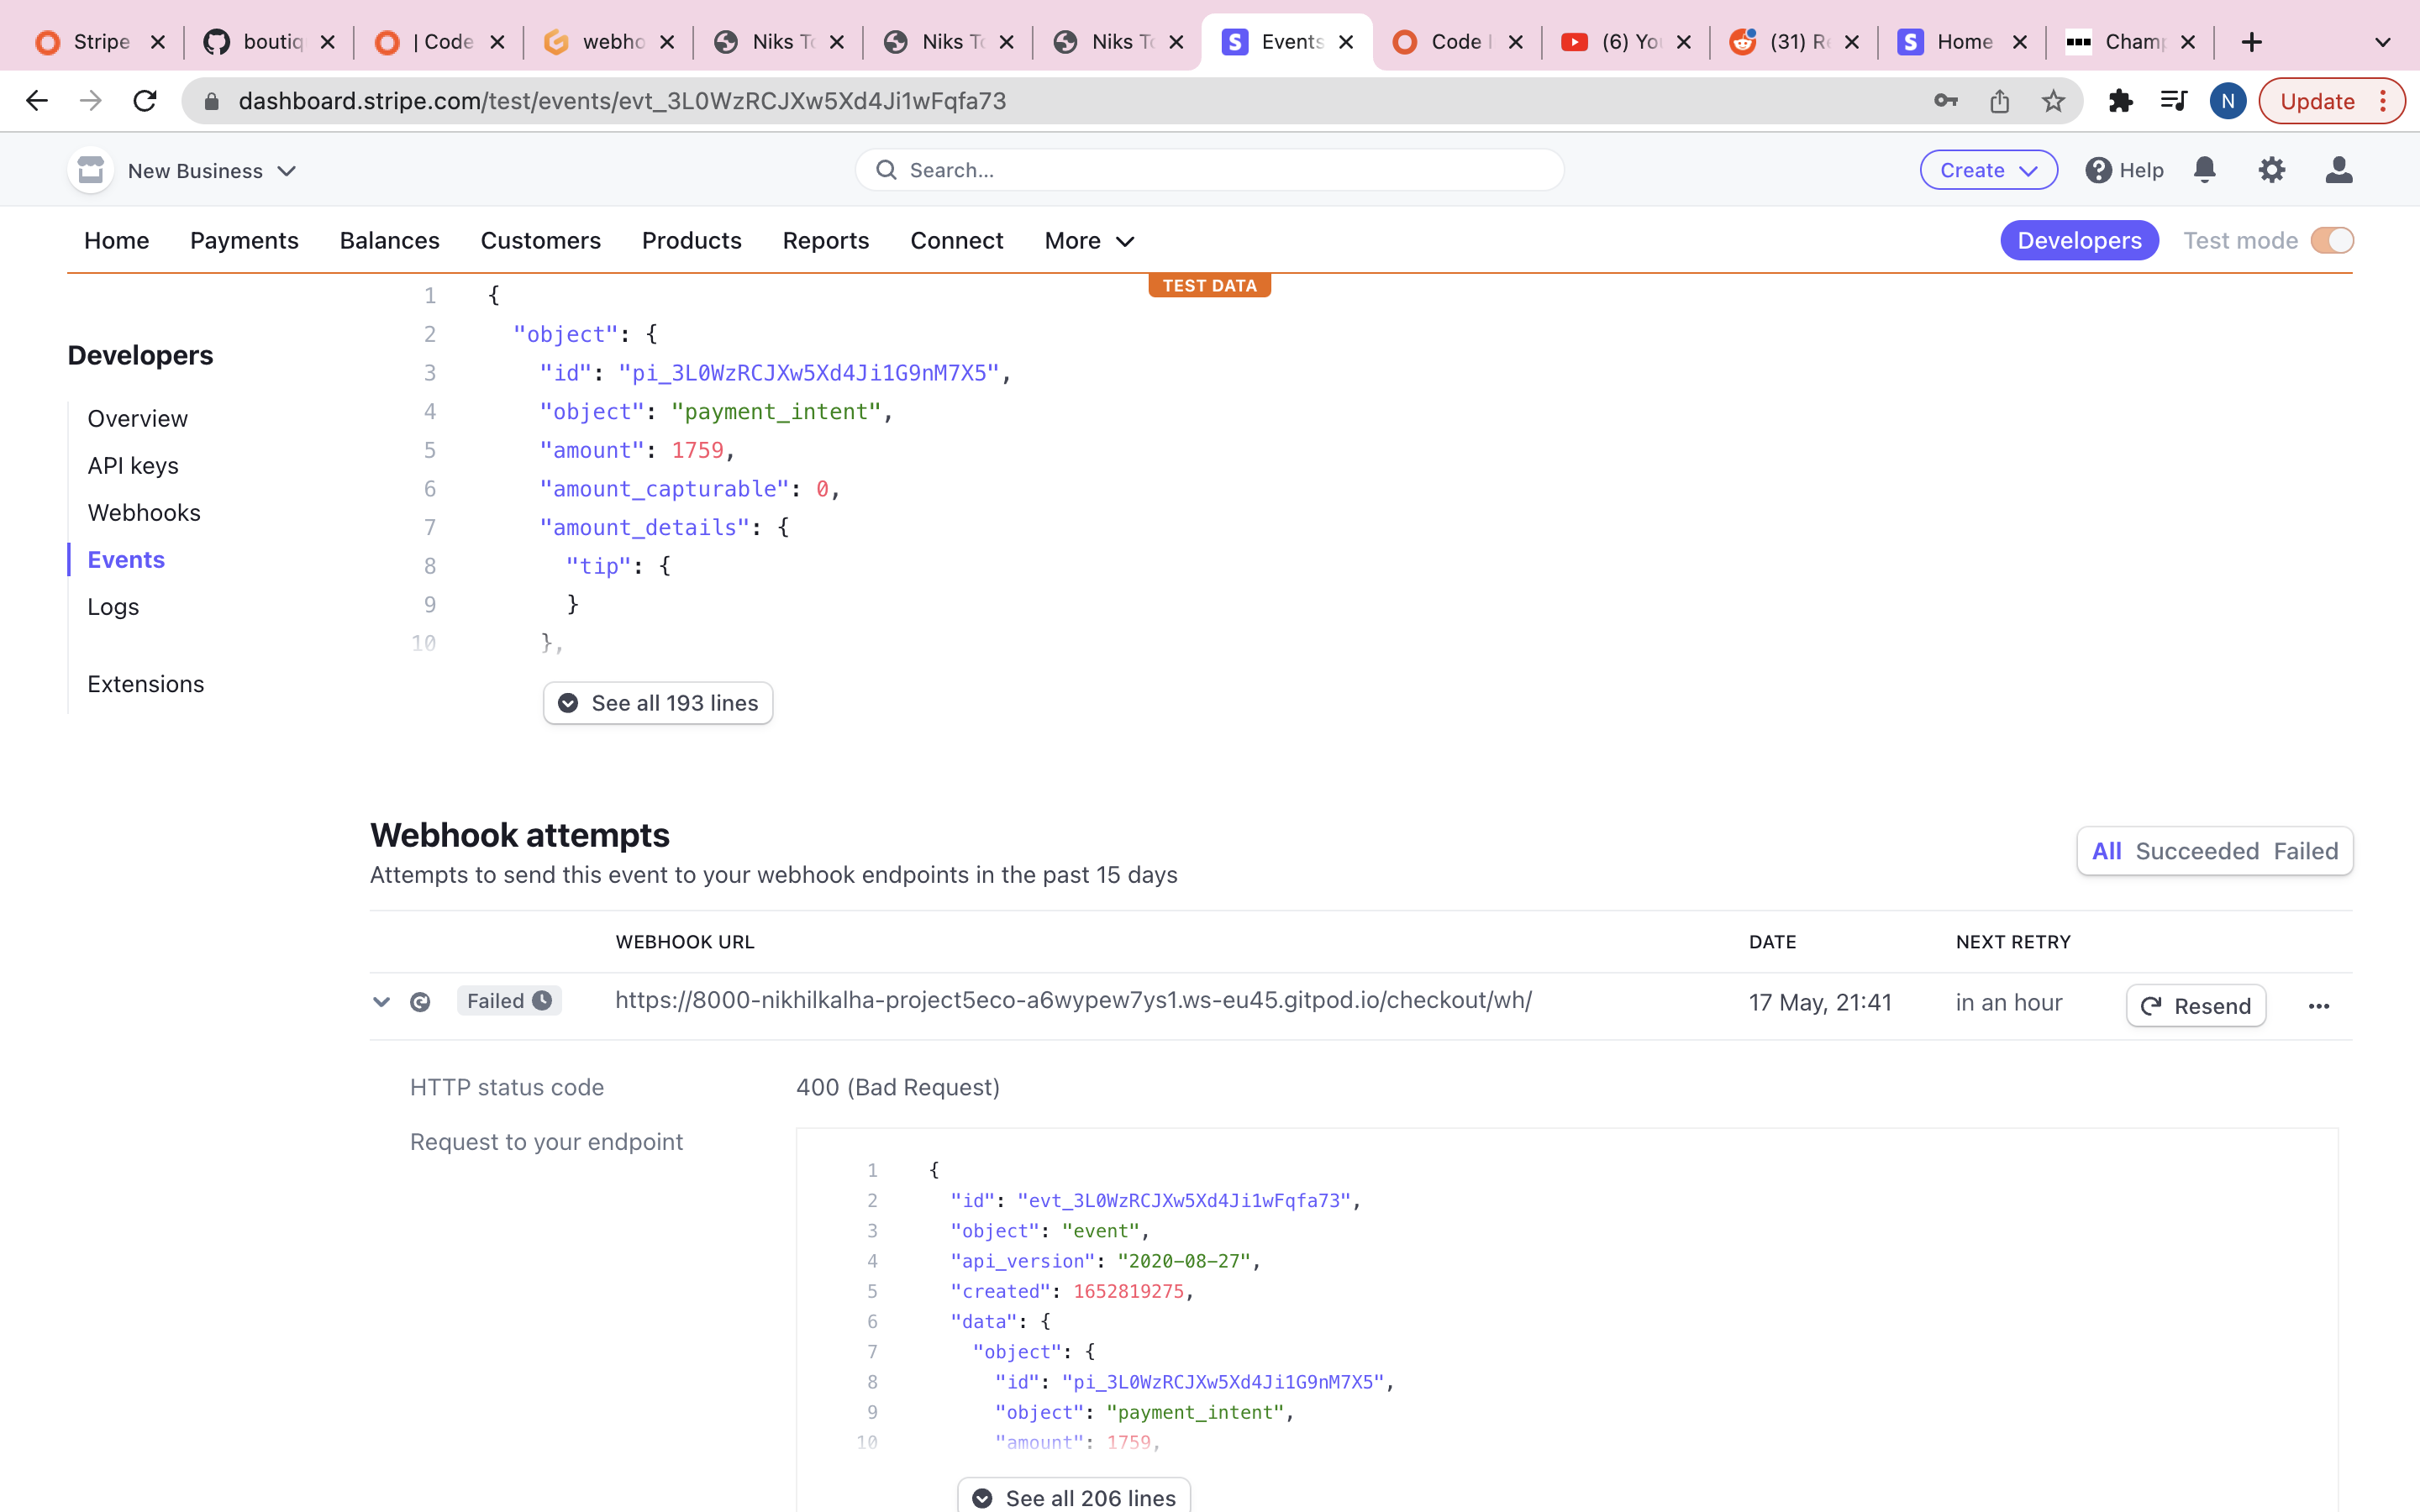 Stripe
boutiq
| Code
webho
Niks To
Niks To
Niks To
Events
Code I
(6) You
(31) Re
Home
Champ
dashboard.stripe.com/test/events/evt_3L0WzRCJXw5Xd4Ji1wFqfa73
N
Update
New Business
Search...
Create
Help
Home
Payments
Balances
Customers
Products
Reports
Connect
More
Developers
Test mode
TEST DATA
Developers
Overview
API keys
Webhooks
Events
Logs
Extensions
1 {
2 "object": {
3 "id": "pi_3L0WzRCJXw5Xd4Ji1G9nM7X5",
4 "object": "payment_intent",
5 "amount": 1759,
6 "amount_capturable": 0,
7 "amount_details": {
8 "tip": {
9 }
10 },
See all 193 lines
Webhook attempts
Attempts to send this event to your webhook endpoints in the past 15 days
All Succeeded Failed
WEBHOOK URL DATE NEXT RETRY
Failed https://8000-nikhilkalha-project5eco-a6wypew7ys1.ws-eu45.gitpod.io/checkout/wh/ 17 May, 21:41 in an hour Resend
HTTP status code 400 (Bad Request)
Request to your endpoint
1 {
2 "id": "evt_3L0WzRCJXw5Xd4Ji1wFqfa73",
3 "object": "event",
4 "api_version": "2020-08-27",
5 "created": 1652819275,
6 "data": {
7 "object": {
8 "id": "pi_3L0WzRCJXw5Xd4Ji1G9nM7X5",
9 "object": "payment_intent",
10 "amount": 1759,
See all 206 lines